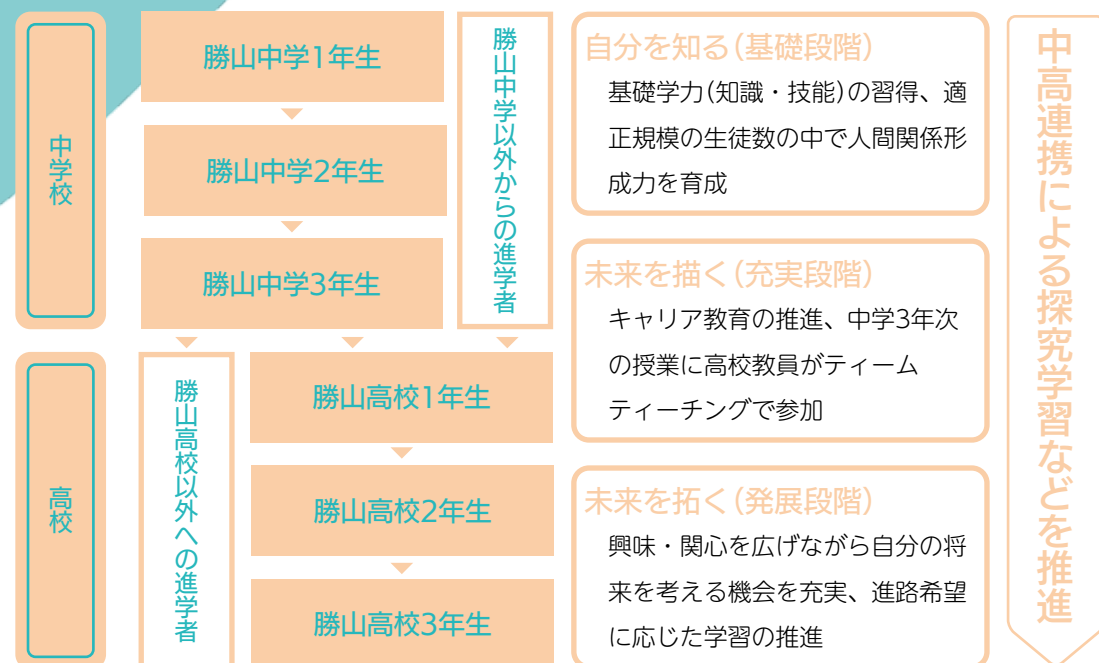 中学校
勝山中学1年生
勝山中学2年生
勝山中学3年生
勝山中学以外からの進学者
高校
勝山高校以外への進学者
勝山高校1年生
勝山高校2年生
勝山高校3年生
自分を知る(基礎段階)
基礎学力(知識・技能)の習得、適
正規模の生徒数の中で人間関係形
成力を育成
未来を描く(充実段階)
キャリア教育の推進、中学3年次
の授業に高校教員がティーム
ティーチングで参加
未来を拓く(発展段階)
興味・関心を広げながら自分の将
来を考える機会を充実、進路希望
に応じた学習の推進
中高連携による探究学習などを推進